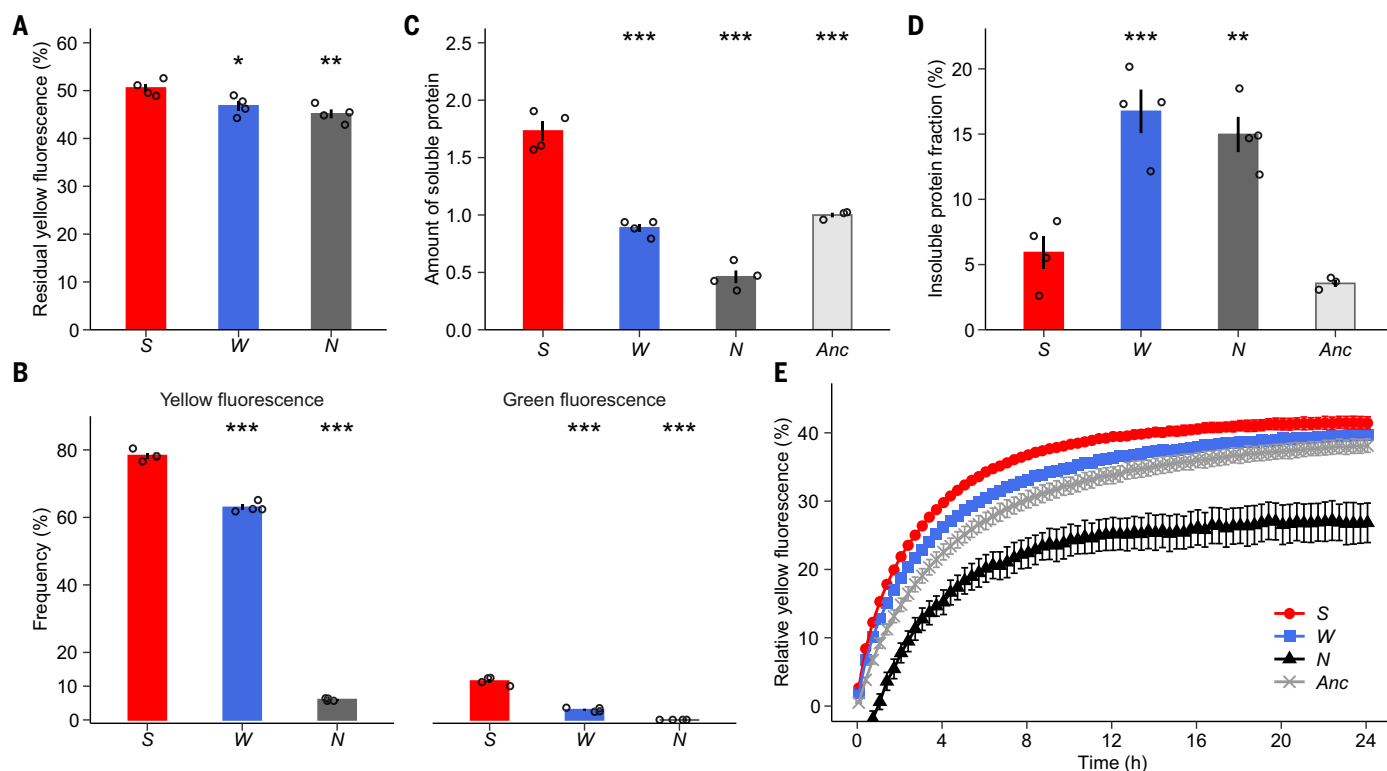 A
Residual yellow fluorescence (%)
60
50
40
30
20
10
0
* **
S W N
C
Amount of soluble protein
2.5
2.0
1.5
1.0
0.5
0.0
*** *** ***
S W N Anc
D
Insoluble protein fraction (%)
20
15
10
5
0
*** **
S W N Anc
B
Yellow fluorescence
Frequency (%)
80
60
40
20
10
0
*** ***
S W N
Green fluorescence
*** ***
S W N
E
Relative yellow fluorescence (%)
40
30
20
10
0
S
W
N
Anc
0 4 8 12 16 20 24
Time (h)